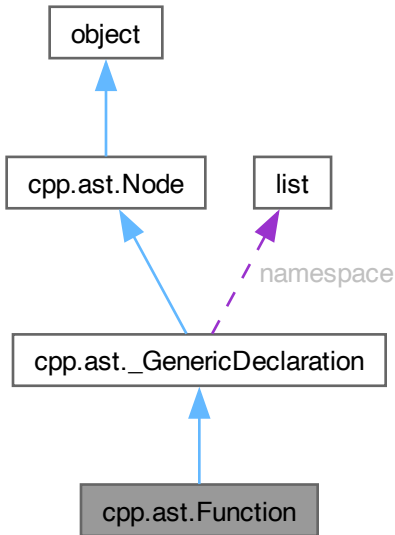 object
cpp.ast.Node
list
namespace
cpp.ast._GenericDeclaration
cpp.ast.Function